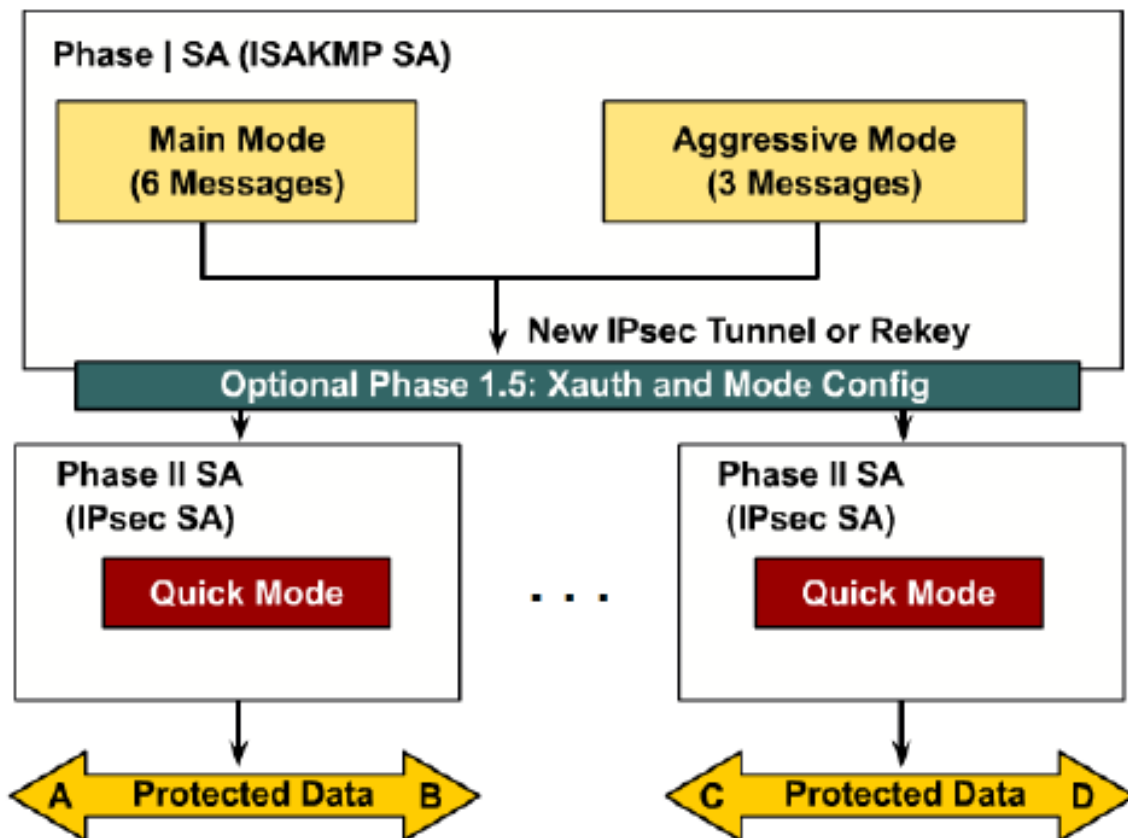 Phase | SA (ISAKMP SA)
Main Mode
(6 Messages)
Aggressive Mode
(3 Messages)
New IPsec Tunnel or Rekey
Optional Phase 1.5: Xauth and Mode Config
Phase II SA
(IPsec SA)
Quick Mode
. . .
Phase II SA
(IPsec SA)
Quick Mode
A Protected Data B
C Protected Data D